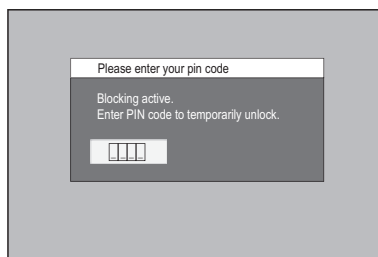 Please enter your pin code
Blocking active.
Enter PIN code to temporarily unlock.